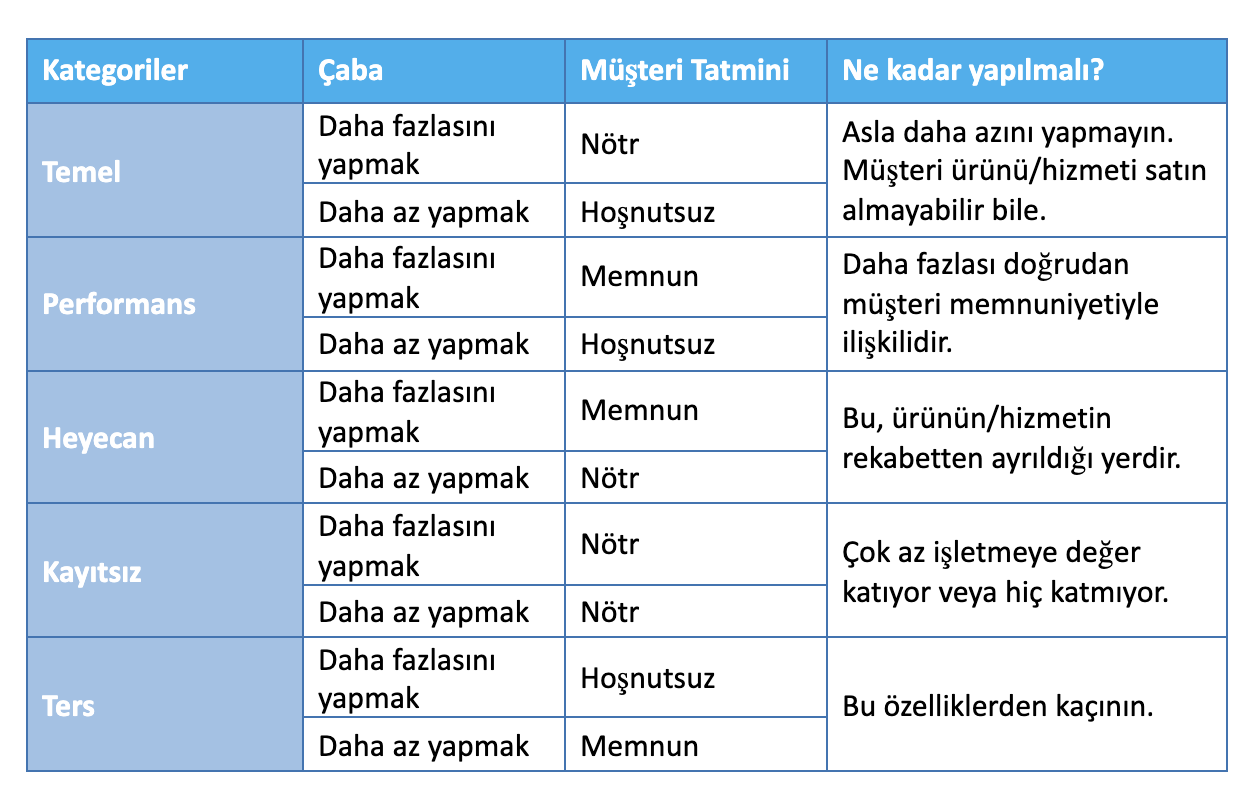 Kategoriler
Çaba
Müşteri Tatmini
Ne kadar yapılmalı?
Temel
Daha fazlasını
yapmak
Nötr
Daha az yapmak
Hoşnutsuz
Asla daha azını yapmayın.
Müşteri ürünü/hizmeti satın
almayabilir bile.
Performans
Daha fazlasını
yapmak
Memnun
Daha az yapmak
Hoşnutsuz
Daha fazlası doğrudan
müşteri memnuniyetiyle
ilişkilidir.
Heyecan
Daha fazlasını
yapmak
Memnun
Daha az yapmak
Nötr
Bu, ürünün/hizmetin
rekabetten ayrıldığı yerdir.
Kayıtsız
Daha fazlasını
yapmak
Nötr
Daha az yapmak
Nötr
Çok az işletmeye değer
katıyor veya hiç katmıyor.
Ters
Daha fazlasını
yapmak
Hoşnutsuz
Daha az yapmak
Memnun
Bu özelliklerden kaçının.